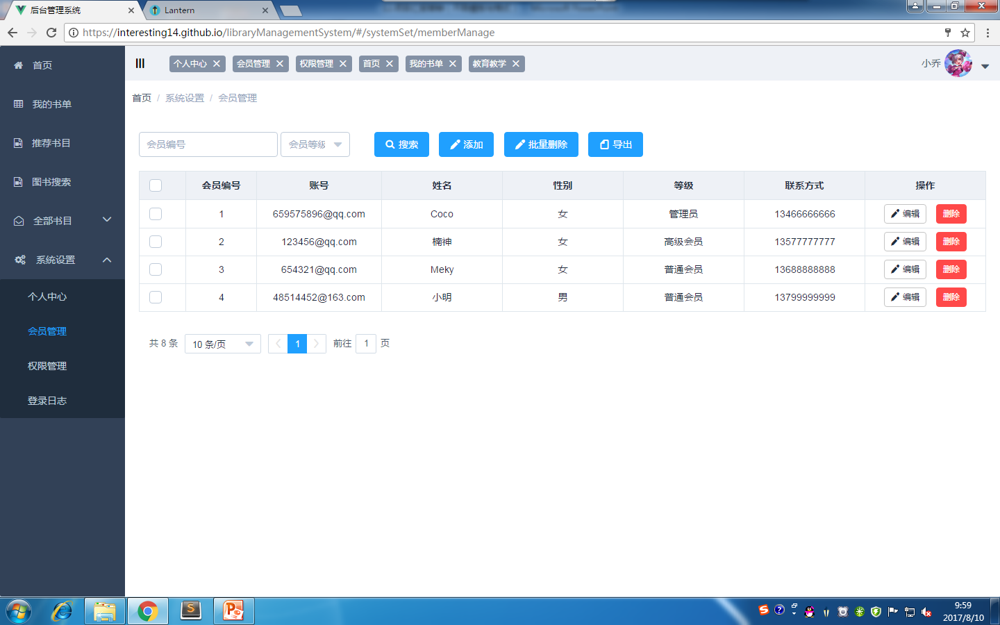 后台管理系统
Lantern
https://interesting14.github.io/libraryManagementSystem/#/systemSet/memberManage
首页
我的书单
推荐书目
图书搜索
全部书目
系统设置
个人中心
会员管理
权限管理
登录日志
个人中心 会员管理 权限管理 首页 我的书单 教育教学
小乔
首页 / 系统设置 / 会员管理
会员编号 会员等级 搜索 添加 批量删除 导出
会员编号 账号 姓名 性别 等级 联系方式 操作
1 659575896@qq.com Coco 女 管理员 13466666666 编辑 删除
2 123456@qq.com 楠神 女 高级会员 13577777777 编辑 删除
3 654321@qq.com Meky 女 普通会员 13688888888 编辑 删除
4 48514452@163.com 小明 男 普通会员 13799999999 编辑 删除
共 8 条 10 条/页 1 前往 1 页
9:59
2017/8/10